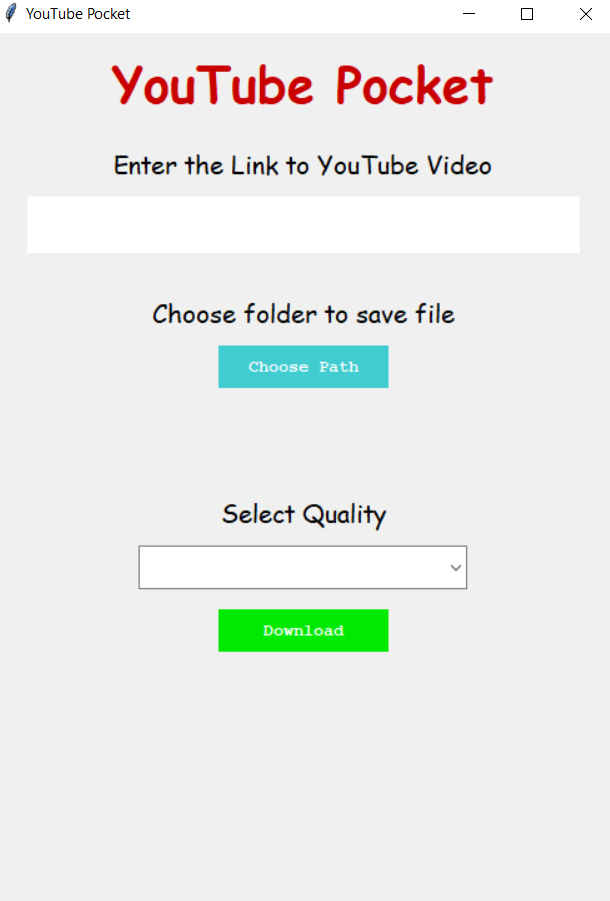 YouTube Pocket
YouTube Pocket
Enter the Link to YouTube Video
Choose folder to save file
Choose Path
Select Quality
Download